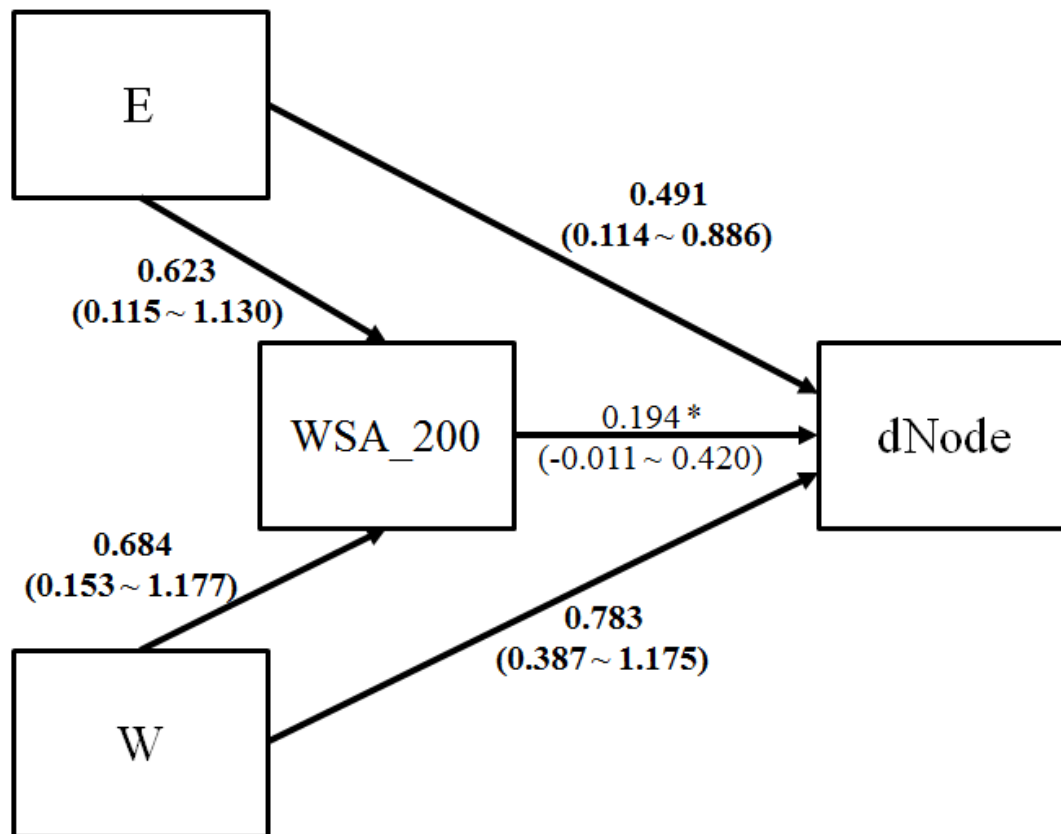 E
0.491
(0.114 ~ 0.886)
0.623
(0.115 ~ 1.130)
WSA_200
0.194 *
(-0.011 ~ 0.420)
dNode
0.684
(0.153 ~ 1.177)
0.783
(0.387 ~ 1.175)
W